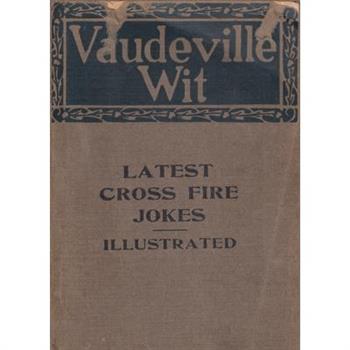 Vaudeville
Wit
LATEST
CROSS FIRE
JOKES
ILLUSTRATED